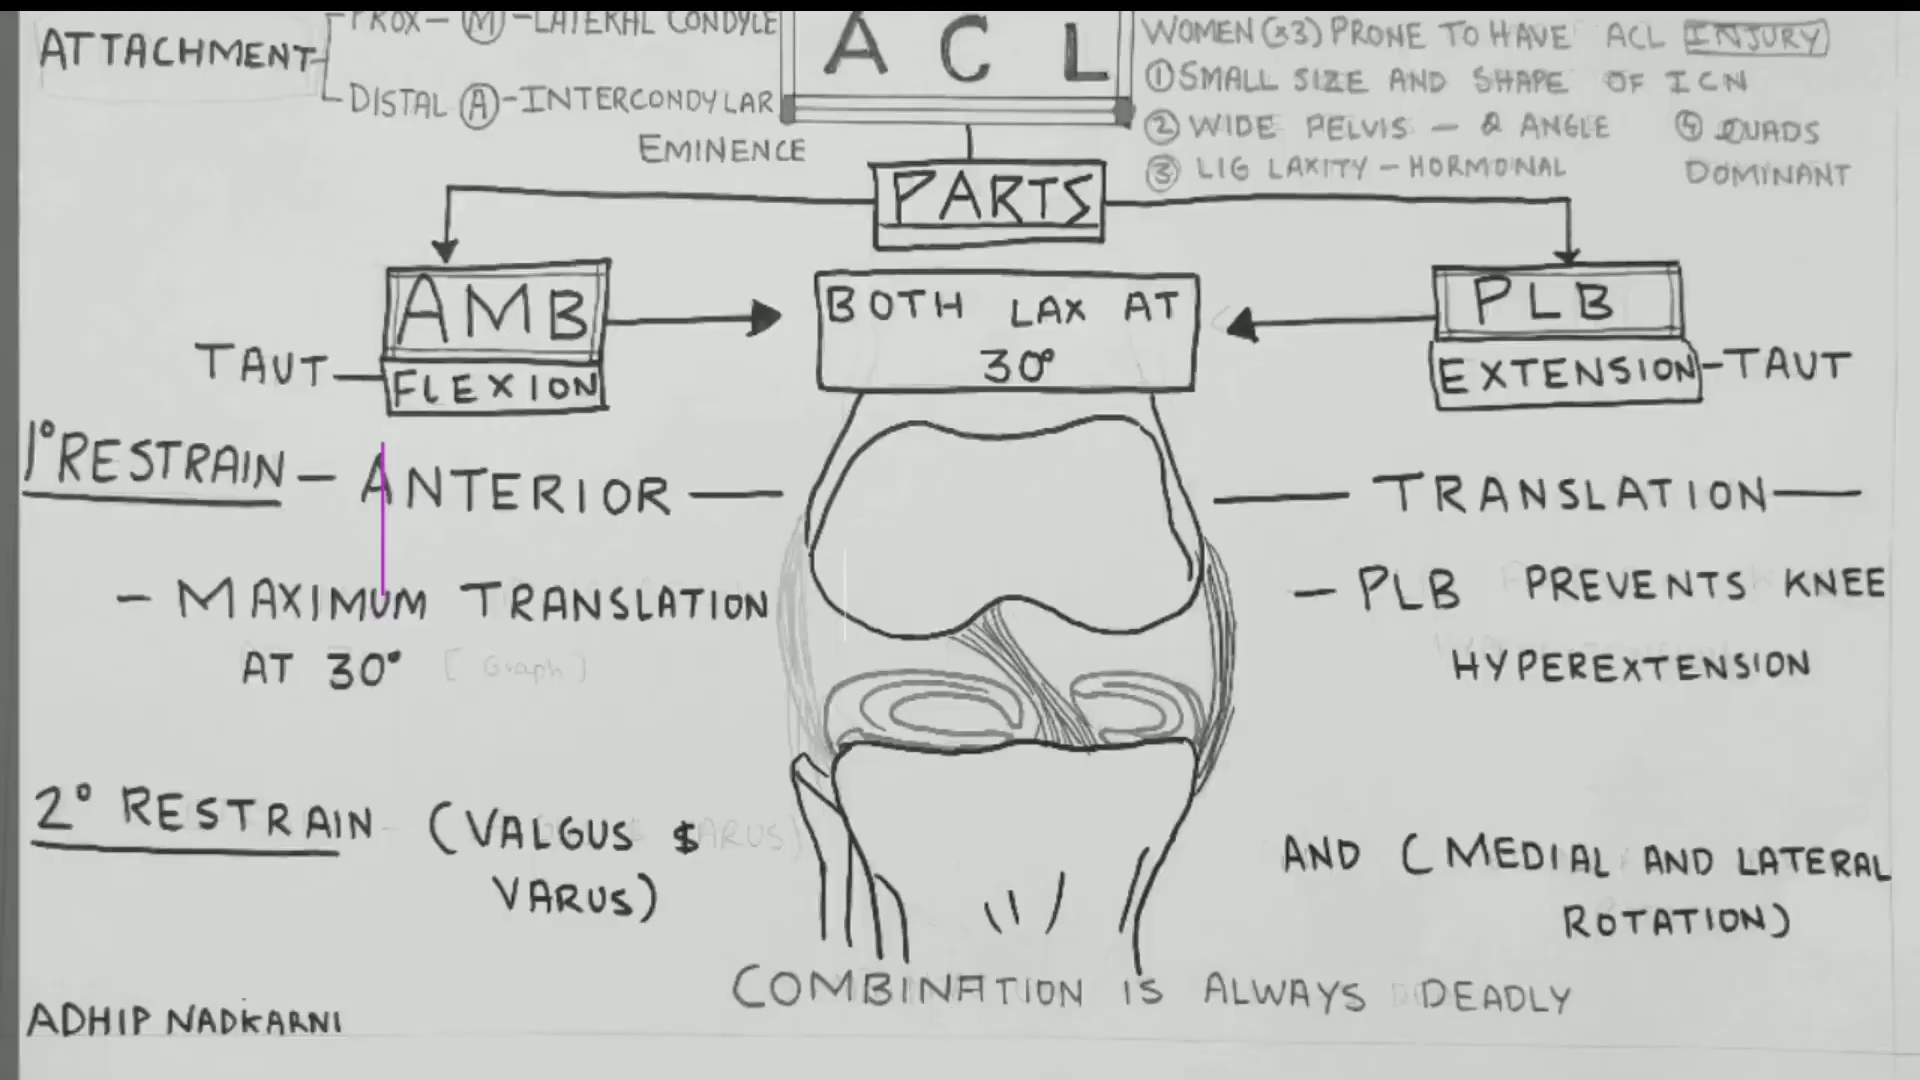 ATTACHMENT
PROX - (M) - LATERAL CONDYLE
DISTAL (A) - INTERCONDYLAR
EMINENCE
ACL
WOMEN (x3) PRONE TO HAVE ACL INJURY
① SMALL SIZE AND SHAPE OF ICN
② WIDE PELVIS - Q ANGLE
③ LIG LAXITY - HORMONAL
④ QUADS
DOMINANT
PARTS
AMB
TAUT - FLEXION
BOTH LAX AT
30°
PLB
EXTENSION - TAUT
1° RESTRAIN - ANTERIOR — — TRANSLATION —
- MAXIMUM TRANSLATION
AT 30° [Graph]
- PLB PREVENTS KNEE
HYPEREXTENSION
2° RESTRAIN (VALGUS $
VARUS)
AND (MEDIAL AND LATERAL
ROTATION)
COMBINATION IS ALWAYS DEADLY
ADHIP NADKARNI